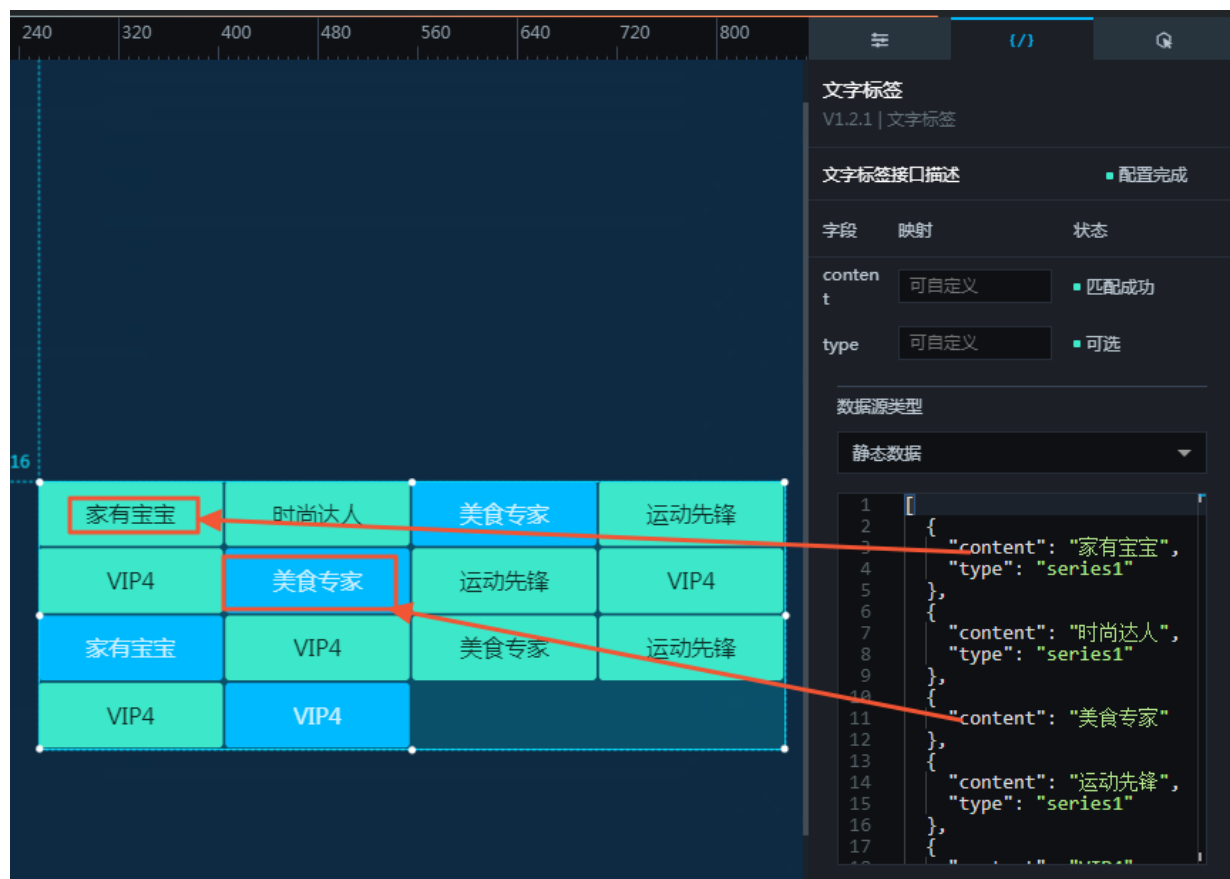 240 320 400 480 560 640 720 800
{/}
文字标签
V1.2.1 | 文字标签
文字标签接口描述 配置完成
字段 映射 状态
conten
t 可自定义 匹配成功
type 可自定义 可选
数据源类型
静态数据
16
家有宝宝 时尚达人 美食专家 运动先锋
VIP4 美食专家 运动先锋 VIP4
家有宝宝 VIP4 美食专家 运动先锋
VIP4 VIP4
1 [
2 {
3 "content": "家有宝宝",
4 "type": "series1"
5 },
6 {
7 "content": "时尚达人",
8 "type": "series1"
9 },
10 {
11 "content": "美食专家"
12 },
13 {
14 "content": "运动先锋",
15 "type": "series1"
16 },
17 {